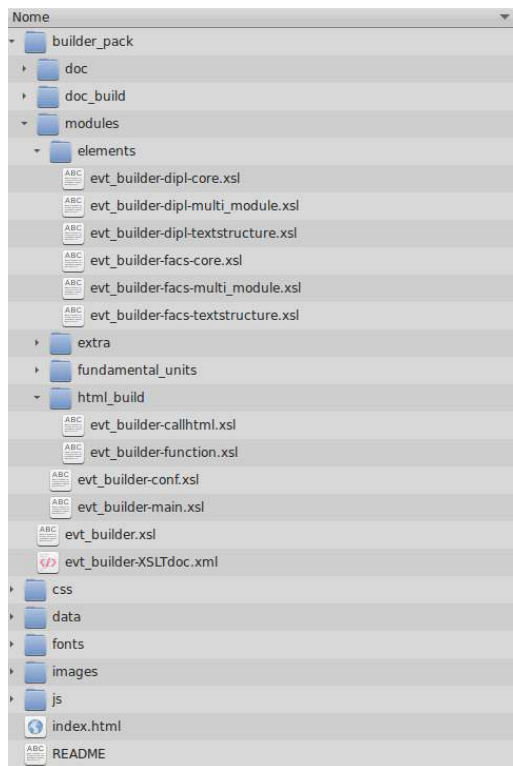 Nome
builder_pack
doc
doc_build
modules
elements
evt_builder-dipl-core.xsl
evt_builder-dipl-multi_module.xsl
evt_builder-dipl-textstructure.xsl
evt_builder-facs-core.xsl
evt_builder-facs-multi_module.xsl
evt_builder-facs-textstructure.xsl
extra
fundamental_units
html_build
evt_builder-callhtml.xsl
evt_builder-function.xsl
evt_builder-conf.xsl
evt_builder-main.xsl
evt_builder.xsl
evt_builder-XSLTdoc.xml
css
data
fonts
images
js
index.html
README